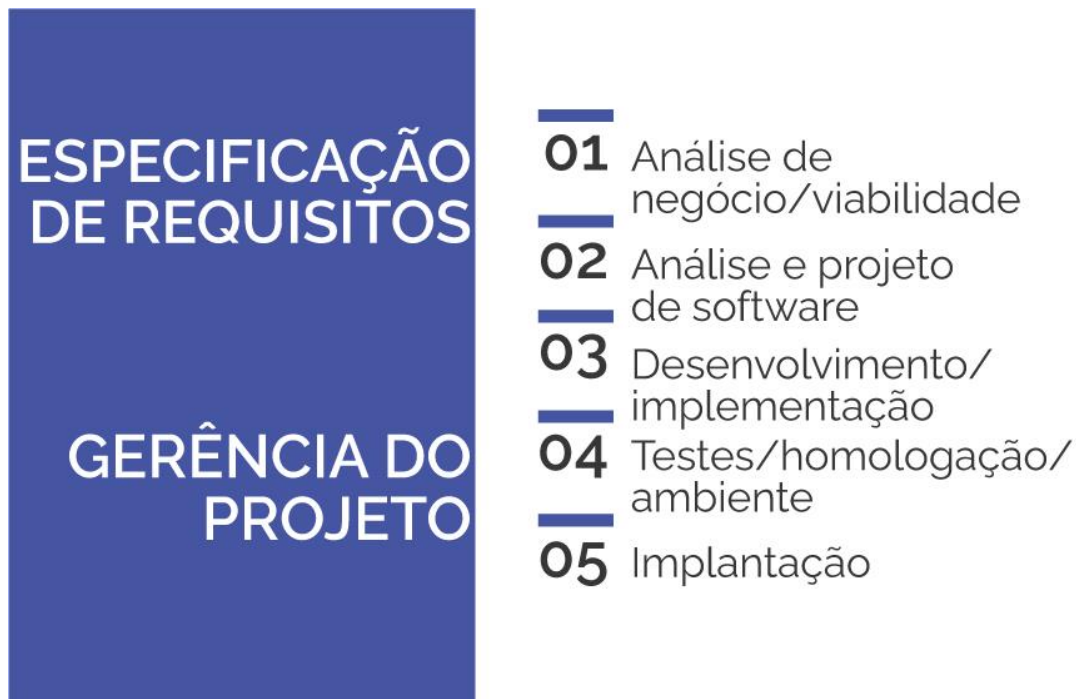 ESPECIFICAÇÃO
DE REQUISITOS
GERÊNCIA DO
PROJETO
01 Análise de
negócio/viabilidade
02 Análise e projeto
de software
03 Desenvolvimento/
implementação
04 Testes/homologação/
ambiente
05 Implantação